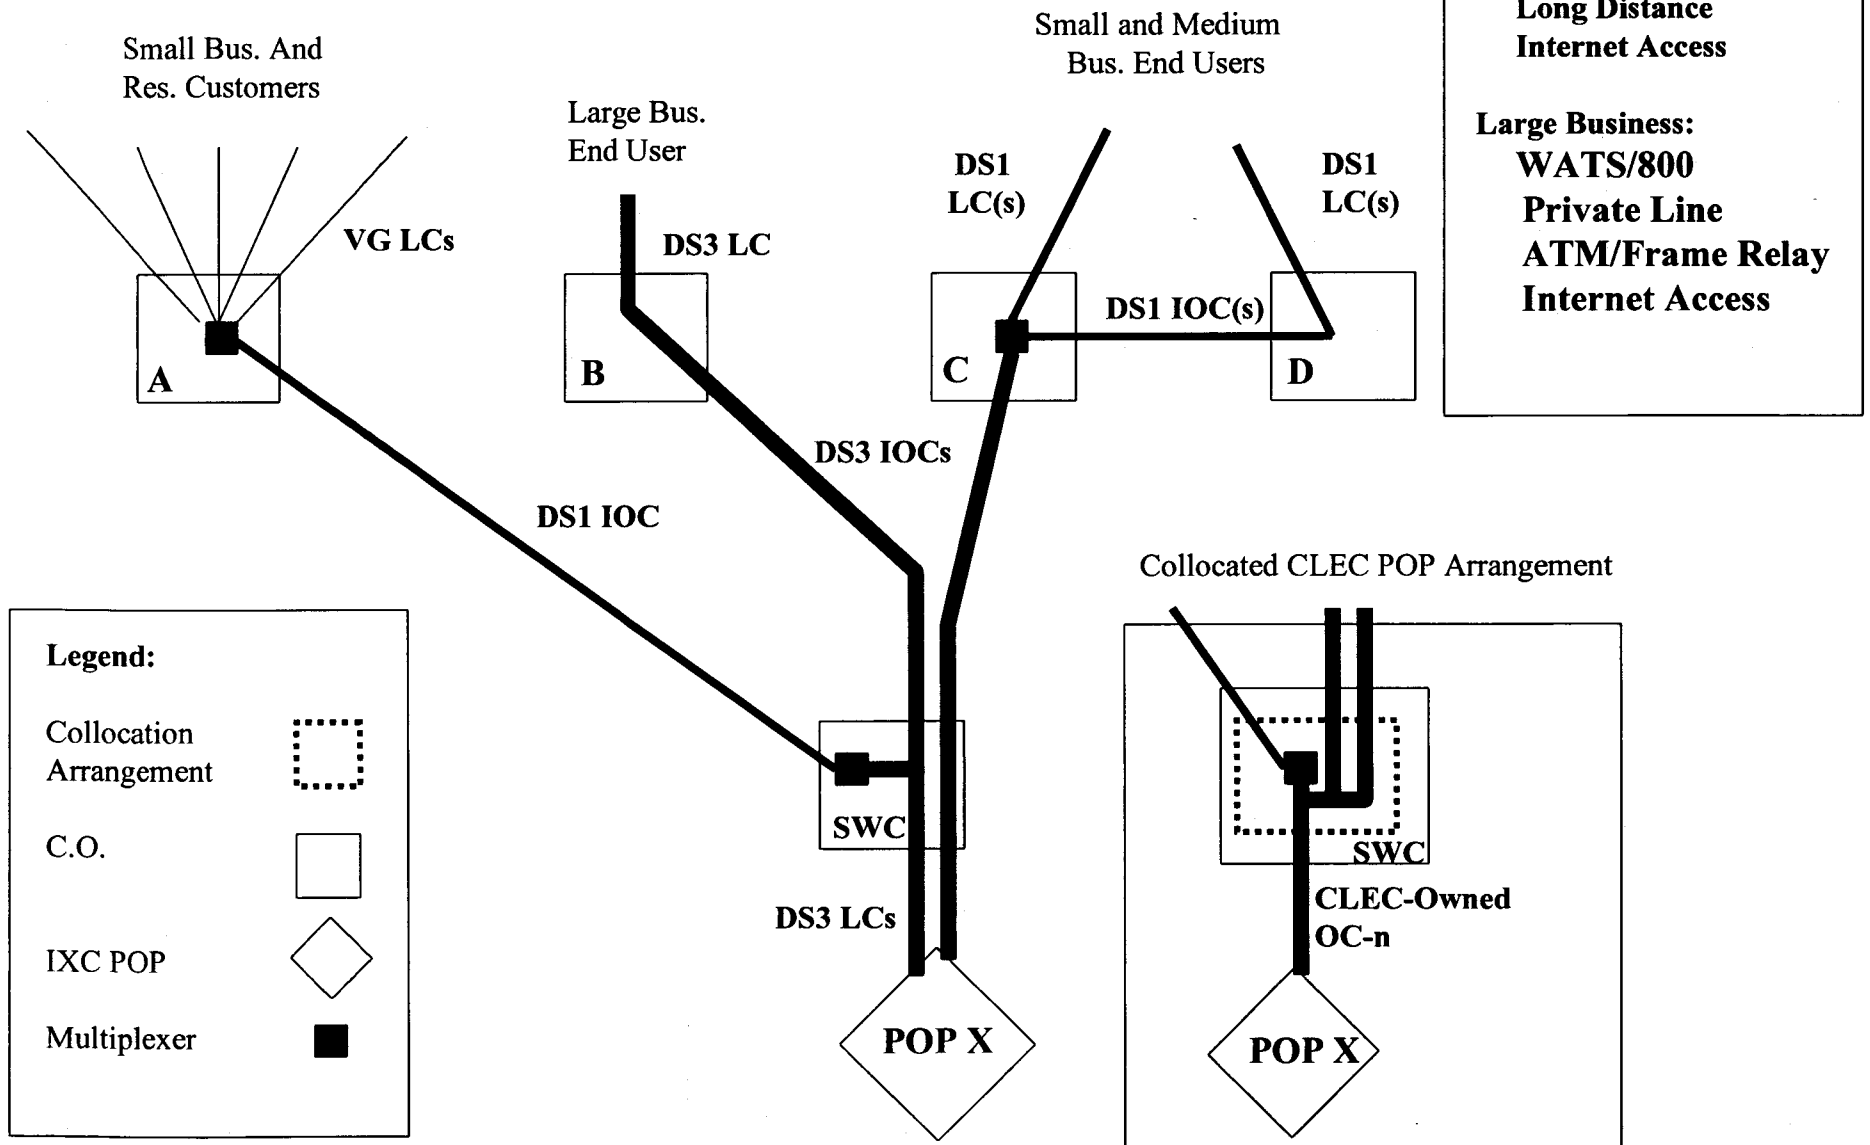 Small Bus. And
Res. Customers
Large Bus.
End User
Small and Medium
Bus. End Users
Long Distance
Internet Access
Large Business:
WATS/800
Private Line
ATM/Frame Relay
Internet Access
VG LCs
DS3 LC
DS1
LC(s)
DS1
LC(s)
DS1 IOC(s)
A
B
C
D
DS3 IOCs
DS1 IOC
Collocated CLEC POP Arrangement
Legend:
Collocation
Arrangement
C.O.
IXC POP
Multiplexer
SWC
DS3 LCs
POP X
SWC
CLEC-Owned
OC-n
POP X